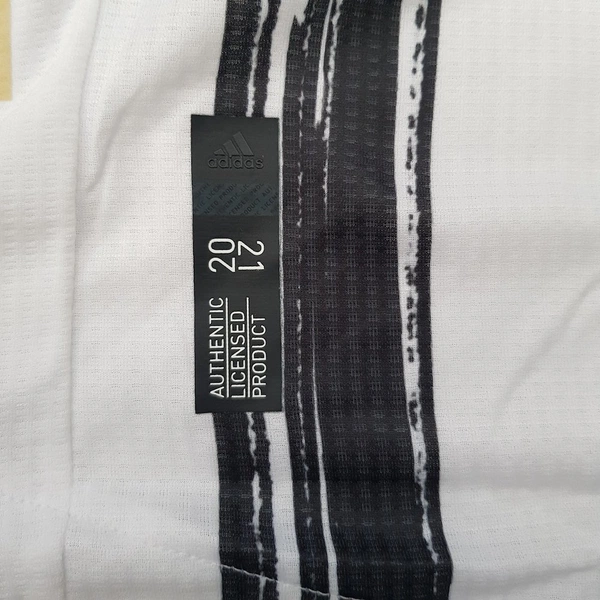 adidas
20
21
AUTHENTIC
LICENSED
PRODUCT